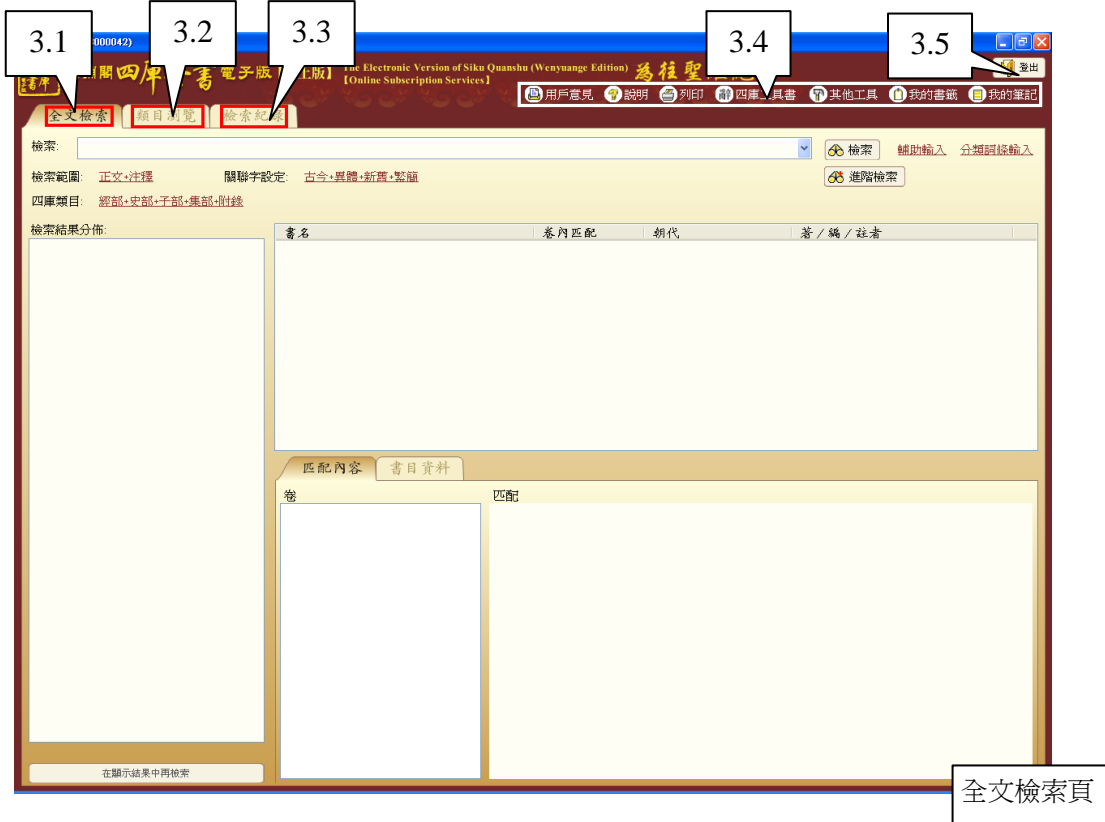 3.1
3.2
3.3
3.4
3.5
000042)
四庫 書 電子版 上版】 The Electronic Version of Siku Quanshu (Wenyuange Edition)
【Online Subscription Services】
為往聖
登出
用戶意見 說明 列印 四庫工具書 其他工具 我的書籤 我的筆記
全文檢索 類目瀏覽 檢索紀錄
檢索: 檢索 輔助輸入 分類詞條輸入
檢索範圍: 正文+注釋 關聯字設定: 古今+異體+新舊+繁簡 進階檢索
四庫類目: 經部+史部+子部+集部+附錄
檢索結果分佈:
書名 卷內匹配 朝代 著/編/註者
匹配內容 書目資料
卷 匹配
在顯示結果中再檢索
全文檢索頁